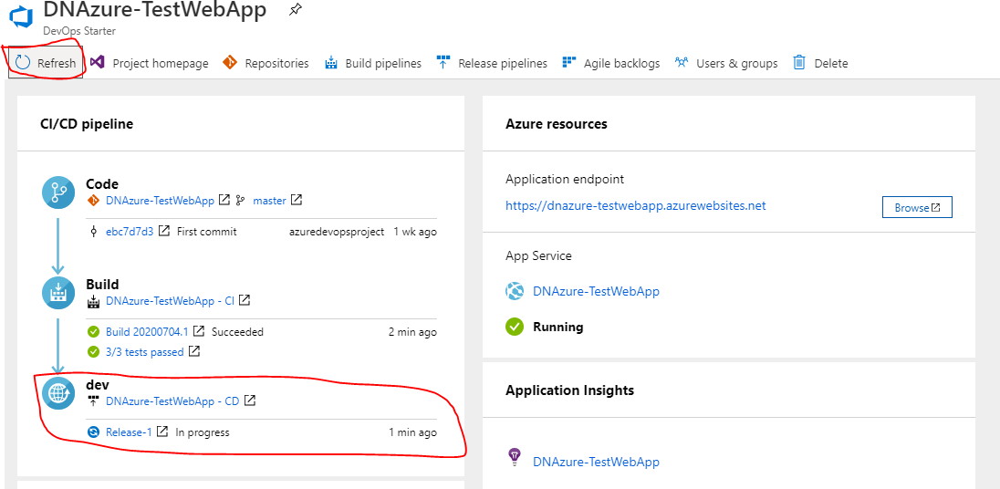 DNAzure-TestWebApp
DevOps Starter
Refresh Project homepage Repositories Build pipelines Release pipelines Agile backlogs Users & groups Delete
CI/CD pipeline
Code
DNAzure-TestWebApp master
ebc7d7d3 First commit azuredevopsproject 1 wk ago
Build
DNAzure-TestWebApp - CI
Build 20200704.1 Succeeded 2 min ago
3/3 tests passed
dev
DNAzure-TestWebApp - CD
Release-1 In progress 1 min ago
Azure resources
Application endpoint
https://dnazure-testwebapp.azurewebsites.net Browse
App Service
DNAzure-TestWebApp
Running
Application Insights
DNAzure-TestWebApp